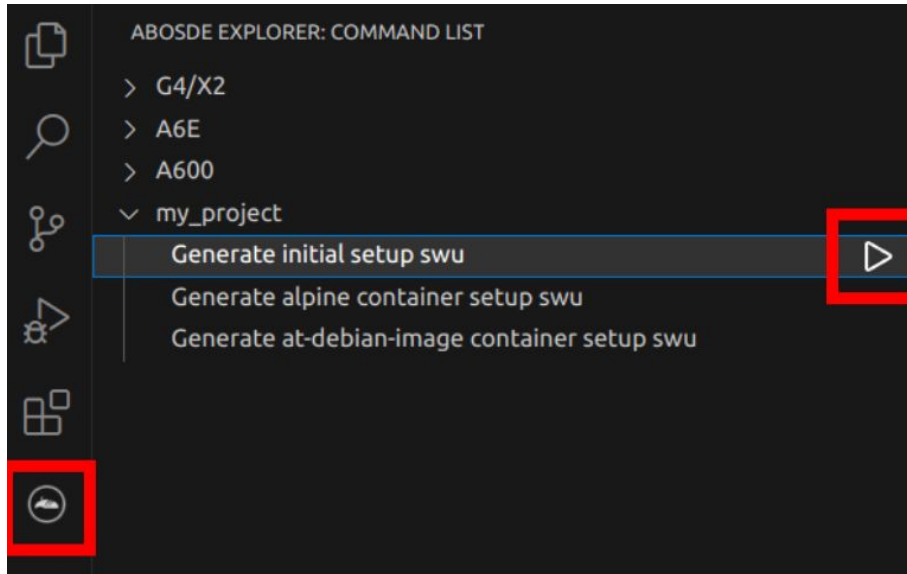 ABOSDE EXPLORER: COMMAND LIST
G4/X2
A6E
A600
my_project
Generate initial setup swu
Generate alpine container setup swu
Generate at-debian-image container setup swu